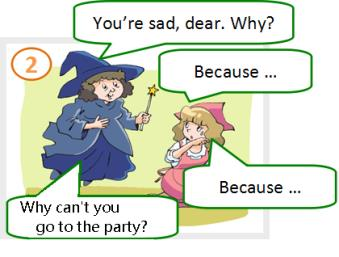 You're sad, dear. Why?
2
Because ...
Because ...
Why can't you
go to the party?